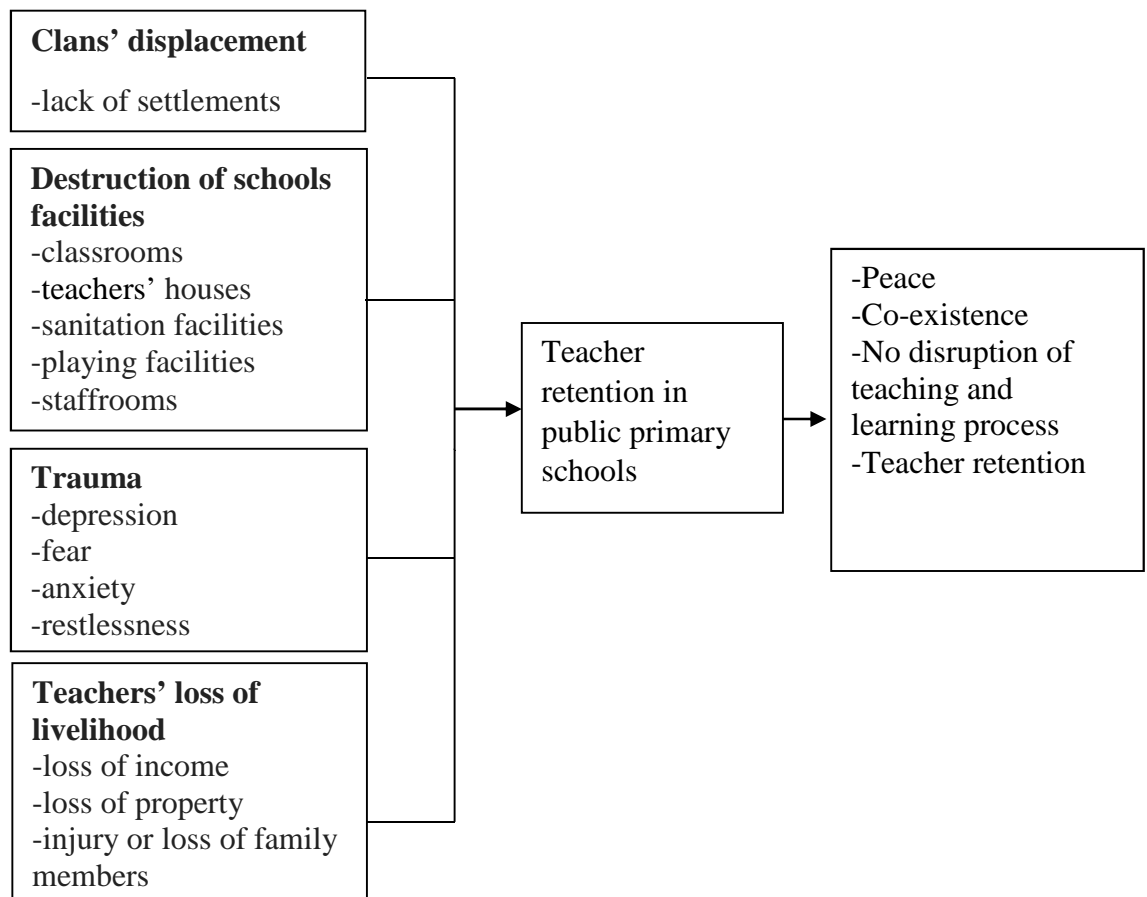 Clans’ displacement
-lack of settlements
Destruction of schools
facilities
-classrooms
-teachers’ houses
-sanitation facilities
-playing facilities
-staffrooms
Trauma
-depression
-fear
-anxiety
-restlessness
Teachers’ loss of
livelihood
-loss of income
-loss of property
-injury or loss of family
members
Teacher
retention in
public primary
schools
-Peace
-Co-existence
-No disruption of
teaching and
learning process
-Teacher retention